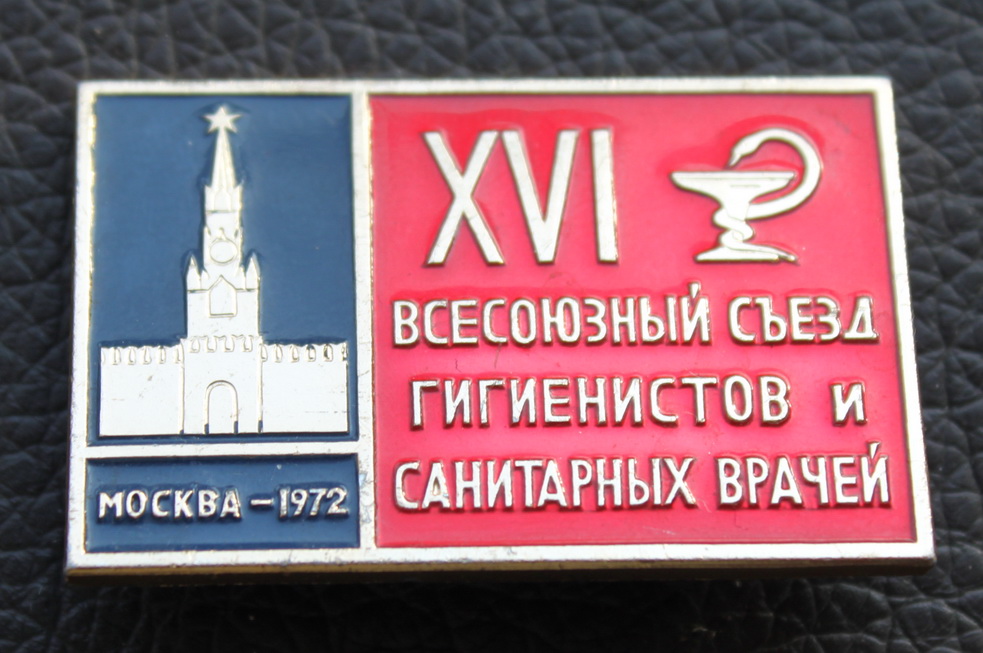 XVI
ВСЕСОЮЗНЫЙ СЪЕЗД
ГИГИЕНИСТОВ и
САНИТАРНЫХ ВРАЧЕЙ
МОСКВА – 1972